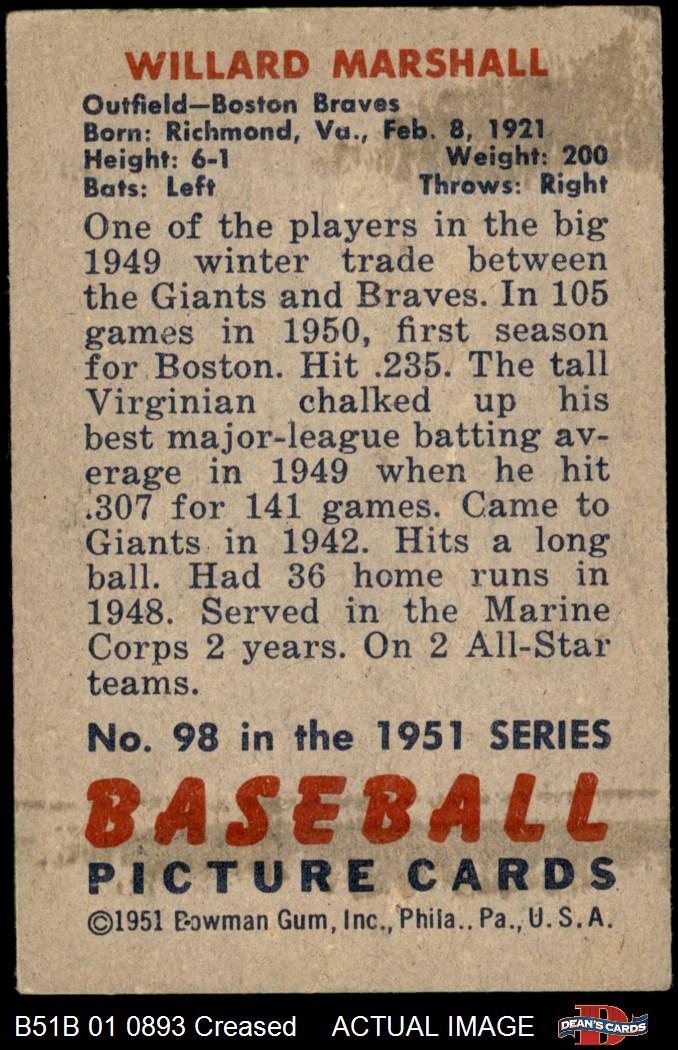 WILLARD MARSHALL
Outfield—Boston Braves
Born: Richmond, Va., Feb. 8, 1921
Height: 6-1 Weight: 200
Bats: Left Throws: Right
One of the players in the big
1949 winter trade between
the Giants and Braves. In 105
games in 1950, first season
for Boston. Hit .235. The tall
Virginian chalked up his
best major-league batting av-
erage in 1949 when he hit
.307 for 141 games. Came to
Giants in 1942. Hits a long
ball. Had 36 home runs in
1948. Served in the Marine
Corps 2 years. On 2 All-Star
teams.
No. 98 in the 1951 SERIES
BASEBALL
PICTURE CARDS
©1951 Bowman Gum, Inc., Phila.. Pa., U.S.A.
B51B 01 0893 Creased ACTUAL IMAGE D DEAN'S CARDS